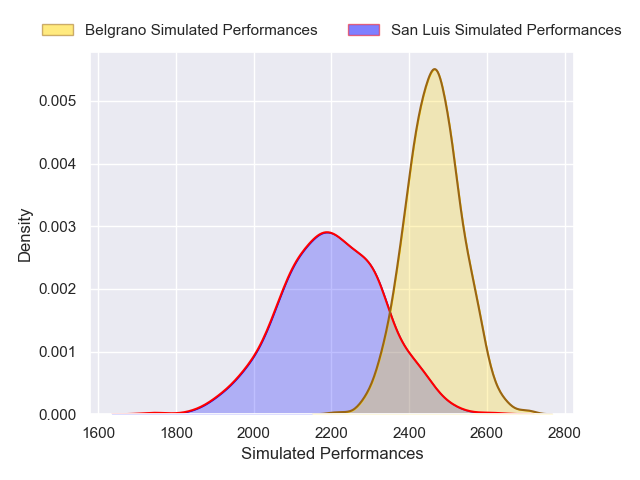 Belgrano Simulated Performances San Luis Simulated Performances
0.005
0.004
0.003
0.002
0.001
0.000
Density
1600 1800 2000 2200 2400 2600 2800
Simulated Performances